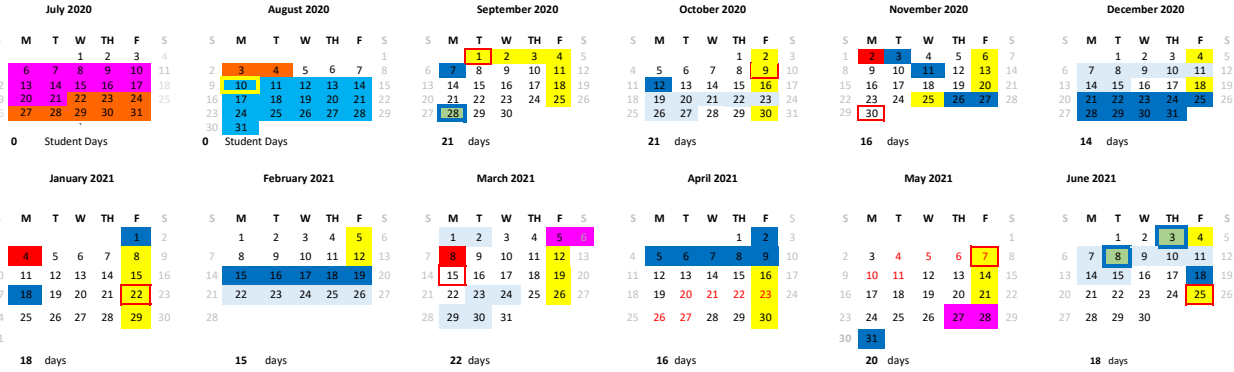 July 2020
M T W TH F S
1 2 3 4
6 7 8 9 10 11
13 14 15 16 17 18
20 21 22 23 24 25
27 28 29 30 31
0 Student Days
August 2020
S M T W TH F S
1
2 3 4 5 6 7 8
9 10 11 12 13 14 15
16 17 18 19 20 21 22
23 24 25 26 27 28 29
30 31
0 Student Days
September 2020
S M T W TH F S
1 2 3 4 5
6 7 8 9 10 11 12
13 14 15 16 17 18 19
20 21 22 23 24 25 26
27 28 29 30
21 days
October 2020
S M T W TH F S
1 2 3
4 5 6 7 8 9 10
11 12 13 14 15 16 17
18 19 20 21 22 23 24
25 26 27 28 29 30 31
21 days
November 2020
S M T W TH F S
1 2 3 4 5 6 7
8 9 10 11 12 13 14
15 16 17 18 19 20 21
22 23 24 25 26 27 28
29 30
16 days
December 2020
S M T W TH F S
1 2 3 4 5
6 7 8 9 10 11 12
13 14 15 16 17 18 19
20 21 22 23 24 25 26
27 28 29 30 31
14 days
January 2021
M T W TH F S
1 2
4 5 6 7 8 9
11 12 13 14 15 16
18 19 20 21 22 23
25 26 27 28 29 30
18 days
February 2021
S M T W TH F S
1 2 3 4 5 6
7 8 9 10 11 12 13
14 15 16 17 18 19 20
21 22 23 24 25 26 27
28
15 days
March 2021
S M T W TH F S
1 2 3 4 5 6
7 8 9 10 11 12 13
14 15 16 17 18 19 20
21 22 23 24 25 26 27
28 29 30 31
22 days
April 2021
S M T W TH F S
1 2 3
4 5 6 7 8 9 10
11 12 13 14 15 16 17
18 19 20 21 22 23 24
25 26 27 28 29 30
16 days
May 2021
S M T W TH F S
1
2 3 4 5 6 7 8
9 10 11 12 13 14 15
16 17 18 19 20 21 22
23 24 25 26 27 28 29
30 31
20 days
June 2021
S M T W TH F S
1 2 3 4 5
6 7 8 9 10 11 12
13 14 15 16 17 18 19
20 21 22 23 24 25 26
27 28 29 30
18 days